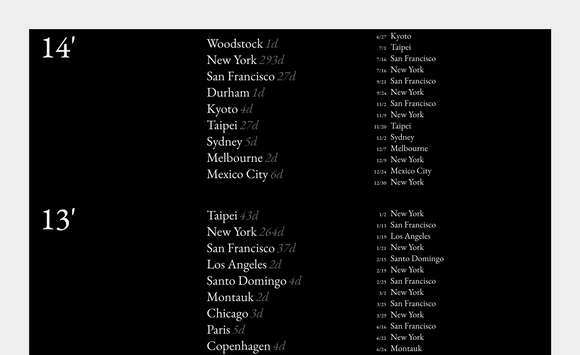 14'
Woodstock 1d
New York 293d
San Francisco 27d
Durham 1d
Kyoto 4d
Taipei 27d
Sydney 5d
Melbourne 2d
Mexico City 6d
6/27 Kyoto
7/1 Taipei
7/16 San Francisco
7/16 New York
9/21 San Francisco
9/24 New York
11/2 San Francisco
11/9 New York
11/20 Taipei
12/2 Sydney
12/7 Melbourne
12/9 New York
12/24 Mexico City
12/30 New York
13'
Taipei 43d
New York 264d
San Francisco 37d
Los Angeles 2d
Santo Domingo 4d
Montauk 2d
Chicago 3d
Paris 5d
Copenhagen 4d
1/2 New York
1/13 San Francisco
1/19 Los Angeles
1/21 New York
2/15 Santo Domingo
2/19 New York
2/25 San Francisco
3/1 New York
3/25 San Francisco
3/29 New York
6/16 San Francisco
6/21 New York
6/24 Montauk